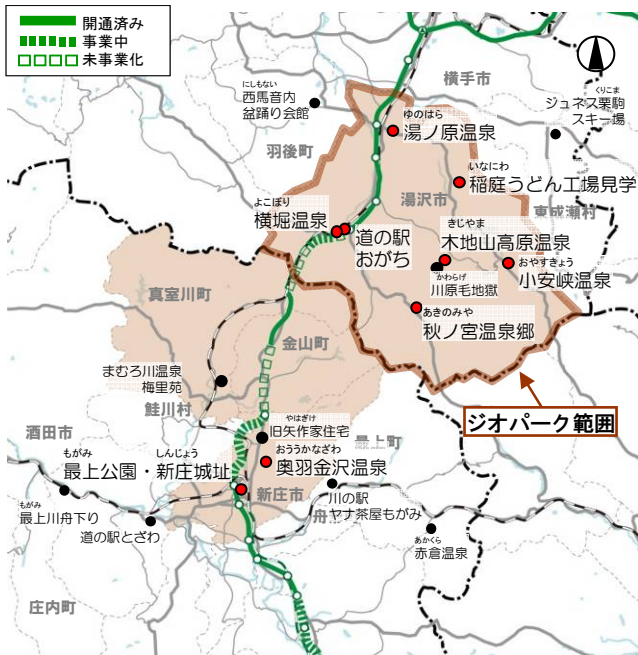 開通済み
事業中
未事業化
横手市
にしもない
西馬音内
盆踊り会館
くりこま
ジュネス栗駒
スキー場
ゆのはら
湯ノ原温泉
羽後町
いなにわ
稲庭うどん工場見学
湯沢市
東成瀬村
よこぼり
横堀温泉
道の駅
おがち
きじやま
木地山高原温泉
おやすきょう
小安峡温泉
かわらげ
川原毛地獄
真室川町
あきのみや
秋ノ宮温泉郷
金山町
まむろ川温泉
梅里苑
鮭川村
ジオパーク範囲
やはぎけ
旧矢作家住宅
最上町
酒田市
もがみ
しんじょう
最上公園・新庄城址
おううかなざわ
奥羽金沢温泉
新庄市
川の駅
ヤナ茶屋もがみ
舟
もがみ
最上川舟下り
道の駅とざわ
あかくら
赤倉温泉
庄内町